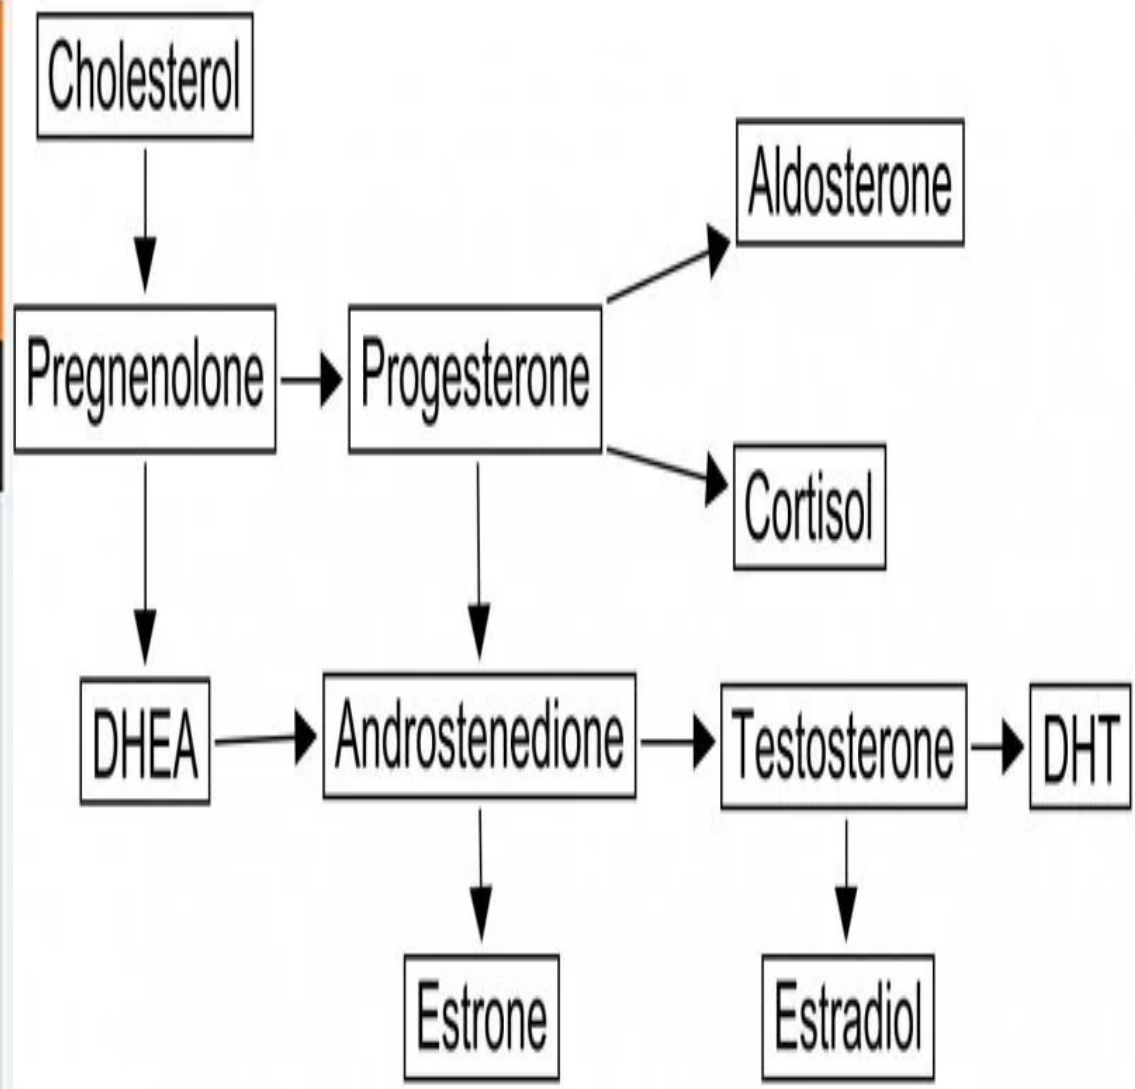 Cholesterol
Aldosterone
Pregnenolone
Progesterone
Cortisol
DHEA
Androstenedione
Testosterone
DHT
Estrone
Estradiol